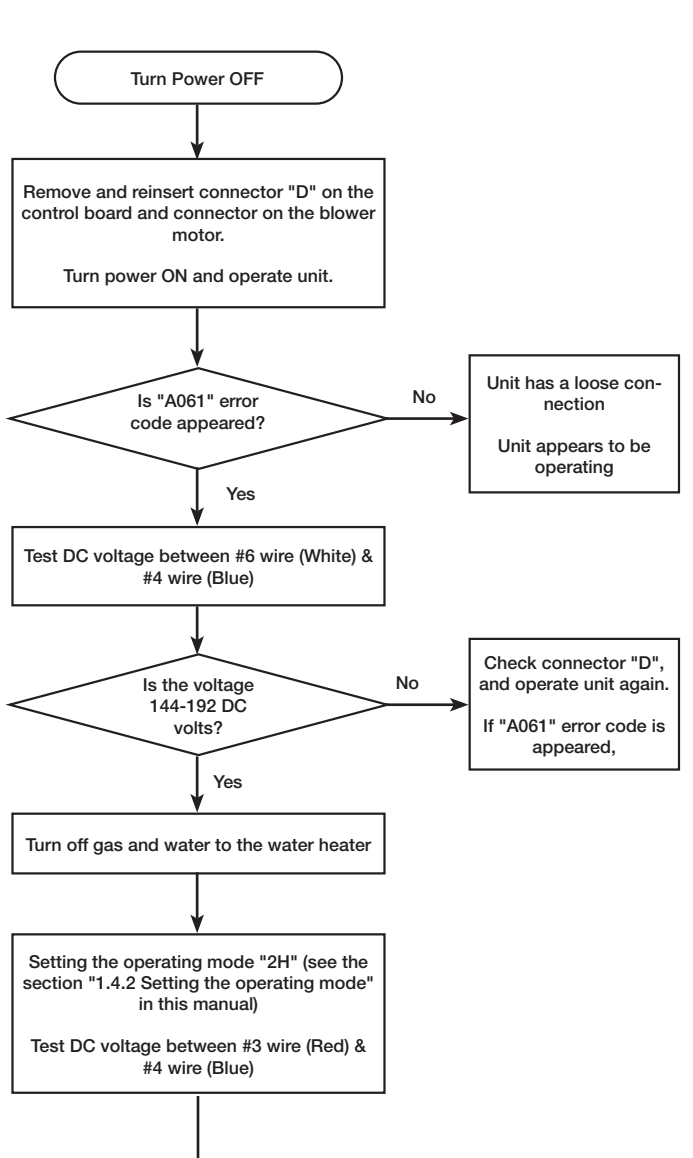 Turn Power OFF
Remove and reinsert connector "D" on the
control board and connector on the blower
motor.
Turn power ON and operate unit.
Is "A061" error
code appeared?
No
Unit has a loose con-
nection
Unit appears to be
operating
Yes
Test DC voltage between #6 wire (White) &
#4 wire (Blue)
Is the voltage
144-192 DC
volts?
No
Check connector "D",
and operate unit again.
If "A061" error code is
appeared,
Yes
Turn off gas and water to the water heater
Setting the operating mode "2H" (see the
section "1.4.2 Setting the operating mode"
in this manual)
Test DC voltage between #3 wire (Red) &
#4 wire (Blue)